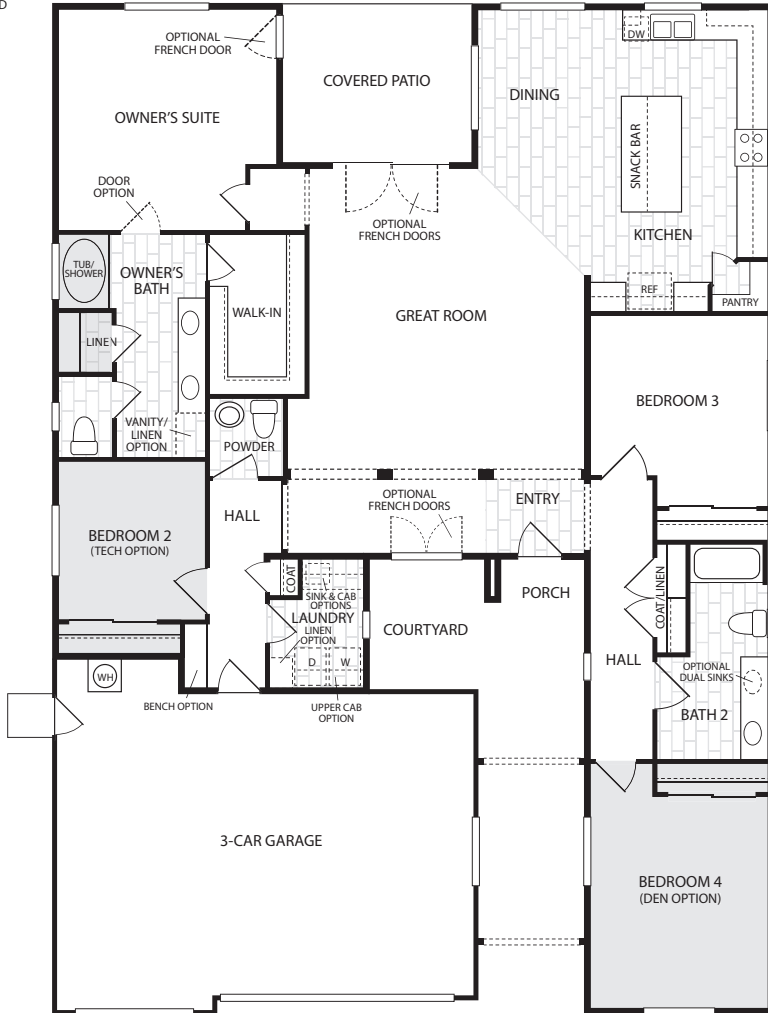 D
OPTIONAL
FRENCH DOOR
COVERED PATIO
DINING
DW
OWNER'S SUITE
SNACK BAR
DOOR
OPTION
OPTIONAL
FRENCH DOORS
KITCHEN
TUB/
SHOWER
OWNER'S
BATH
REF
PANTRY
WALK-IN
GREAT ROOM
LINEN
BEDROOM 3
VANITY/
LINEN
OPTION
POWDER
HALL
OPTIONAL
FRENCH DOORS
ENTRY
BEDROOM 2
(TECH OPTION)
COAT
SINK & CAB
OPTIONS
LAUNDRY
LINEN
OPTION
D
W
PORCH
COURTYARD
COAT/LINEN
HALL
OPTIONAL
DUAL SINKS
BATH 2
WH
BENCH OPTION
UPPER CAB
OPTION
3-CAR GARAGE
BEDROOM 4
(DEN OPTION)